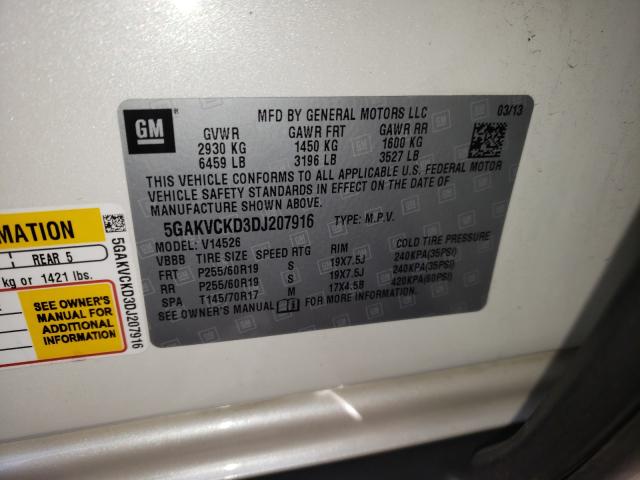 GM
MFD BY GENERAL MOTORS LLC 03/13
GVWR GAWR FRT GAWR RR
2930 KG 1450 KG 1600 KG
6459 LB 3196 LB 3527 LB
THIS VEHICLE CONFORMS TO ALL APPLICABLE U.S. FEDERAL MOTOR
VEHICLE SAFETY STANDARDS IN EFFECT ON THE DATE OF
MANUFACTURE SHOWN ABOVE.
5GAKVCKD3DJ207916 TYPE: M.P.V.
MODEL: V14526
VBBB TIRE SIZE SPEED RTG RIM COLD TIRE PRESSURE
FRT P255/60R19 S 19X7.5J 240KPA(35PSI)
RR P255/60R19 S 19X7.5J 240KPA(35PSI)
SPA T145/70R17 M 17X4.5B 420KPA(60PSI)
SEE OWNER'S MANUAL FOR MORE INFORMATION.
MATION
REAR 5
kg or 1421 lbs.
SEE OWNER'S
MANUAL FOR
ADDITIONAL
INFORMATION
5GAKVCKD3DJ207916